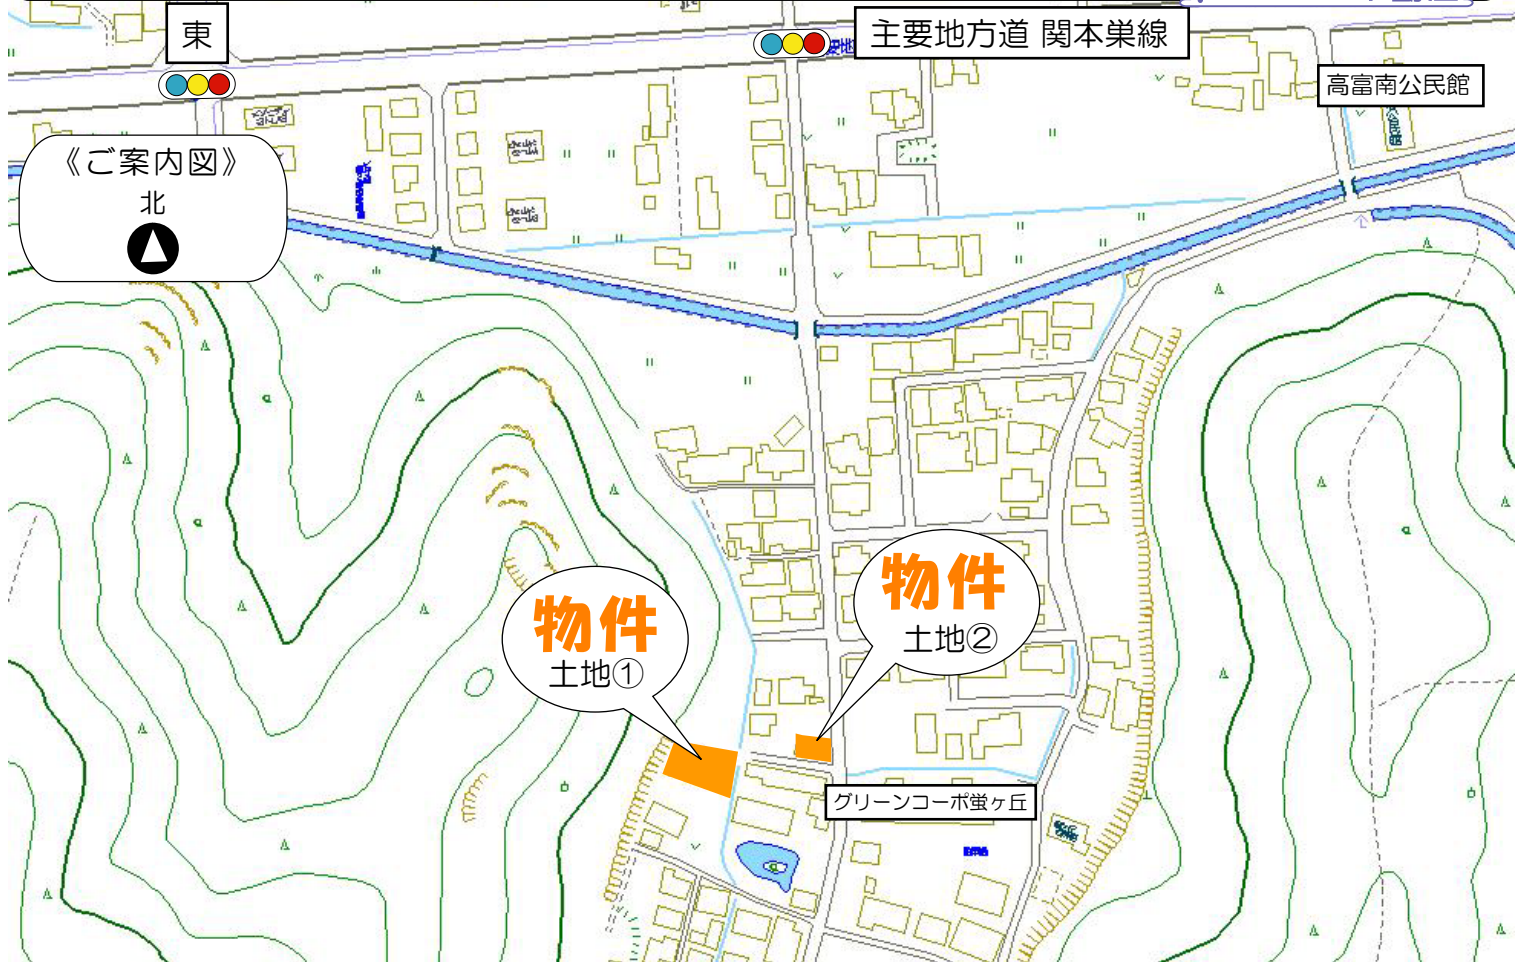 東
主要地方道 関本巣線
高富南公民館
《ご案内図》
北
物件
土地①
物件
土地②
グリーンコーポ蛍ヶ丘